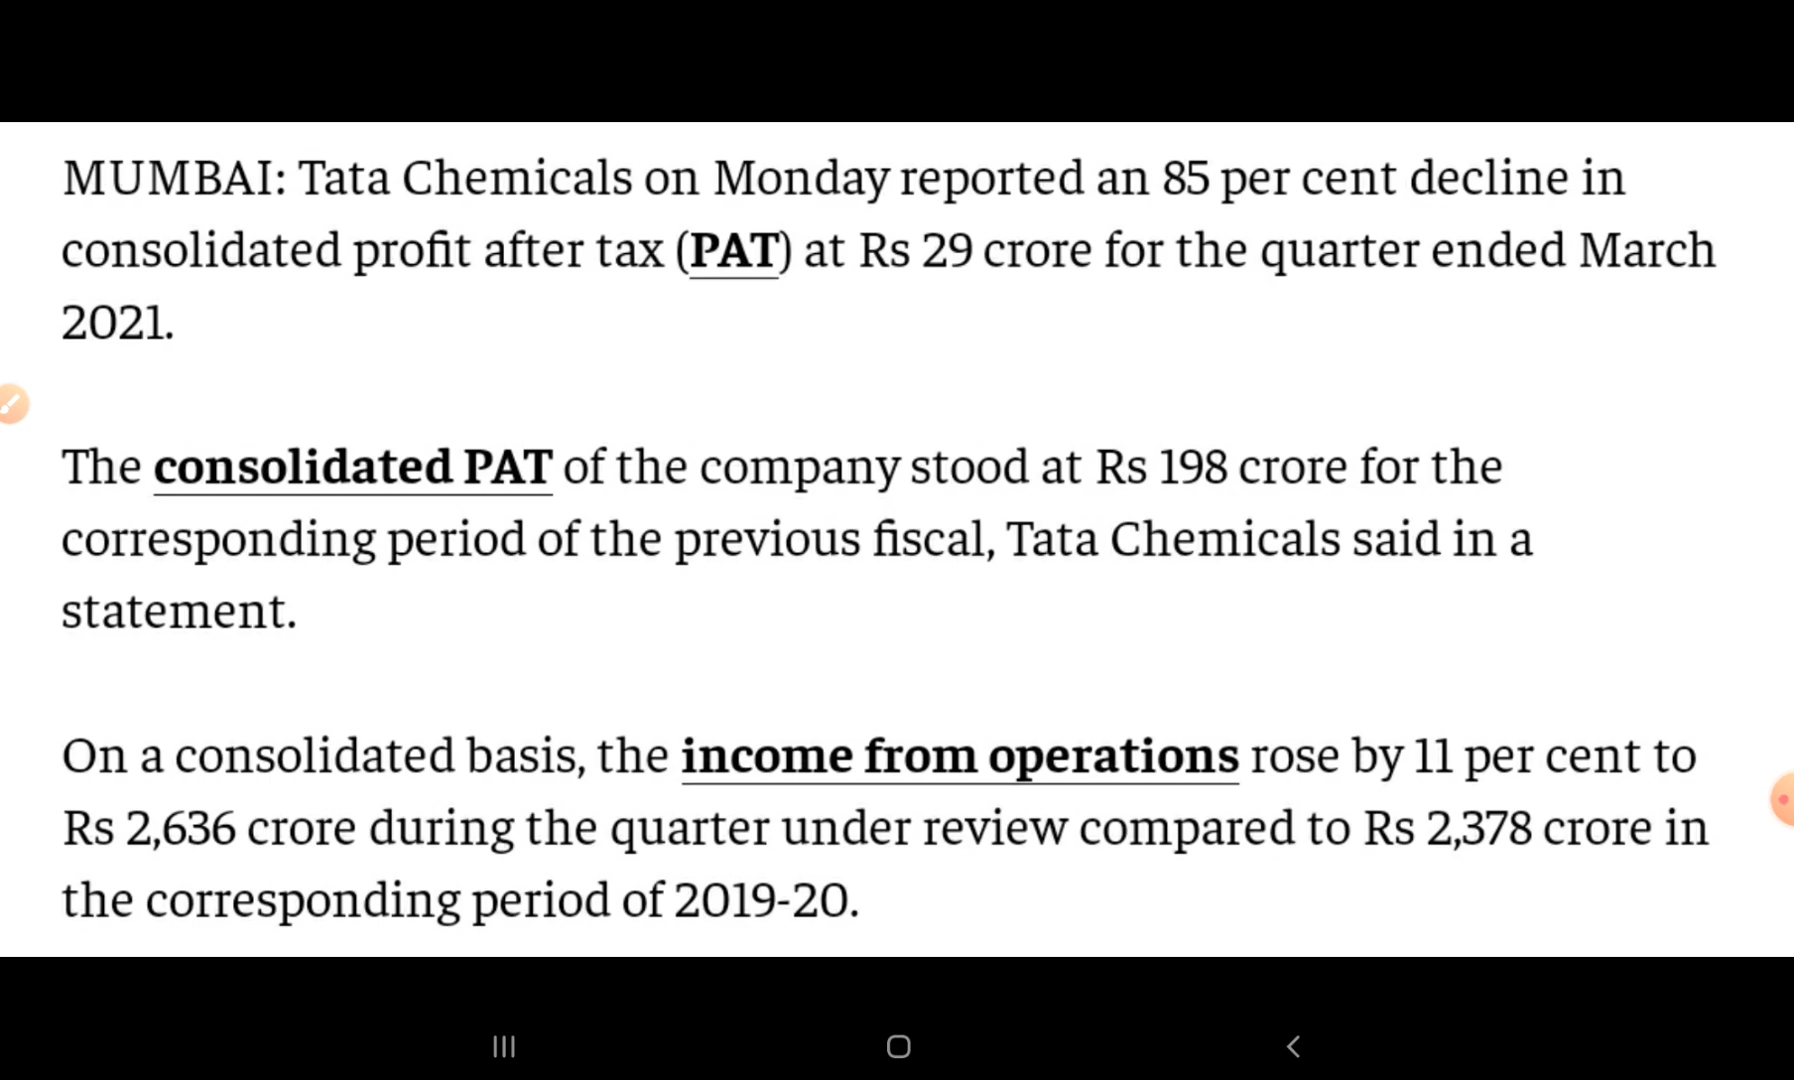 MUMBAI: Tata Chemicals on Monday reported an 85 per cent decline in
consolidated profit after tax (PAT) at Rs 29 crore for the quarter ended March
2021.
The consolidated PAT of the company stood at Rs 198 crore for the
corresponding period of the previous fiscal, Tata Chemicals said in a
statement.
On a consolidated basis, the income from operations rose by 11 per cent to
Rs 2,636 crore during the quarter under review compared to Rs 2,378 crore in
the corresponding period of 2019-20.